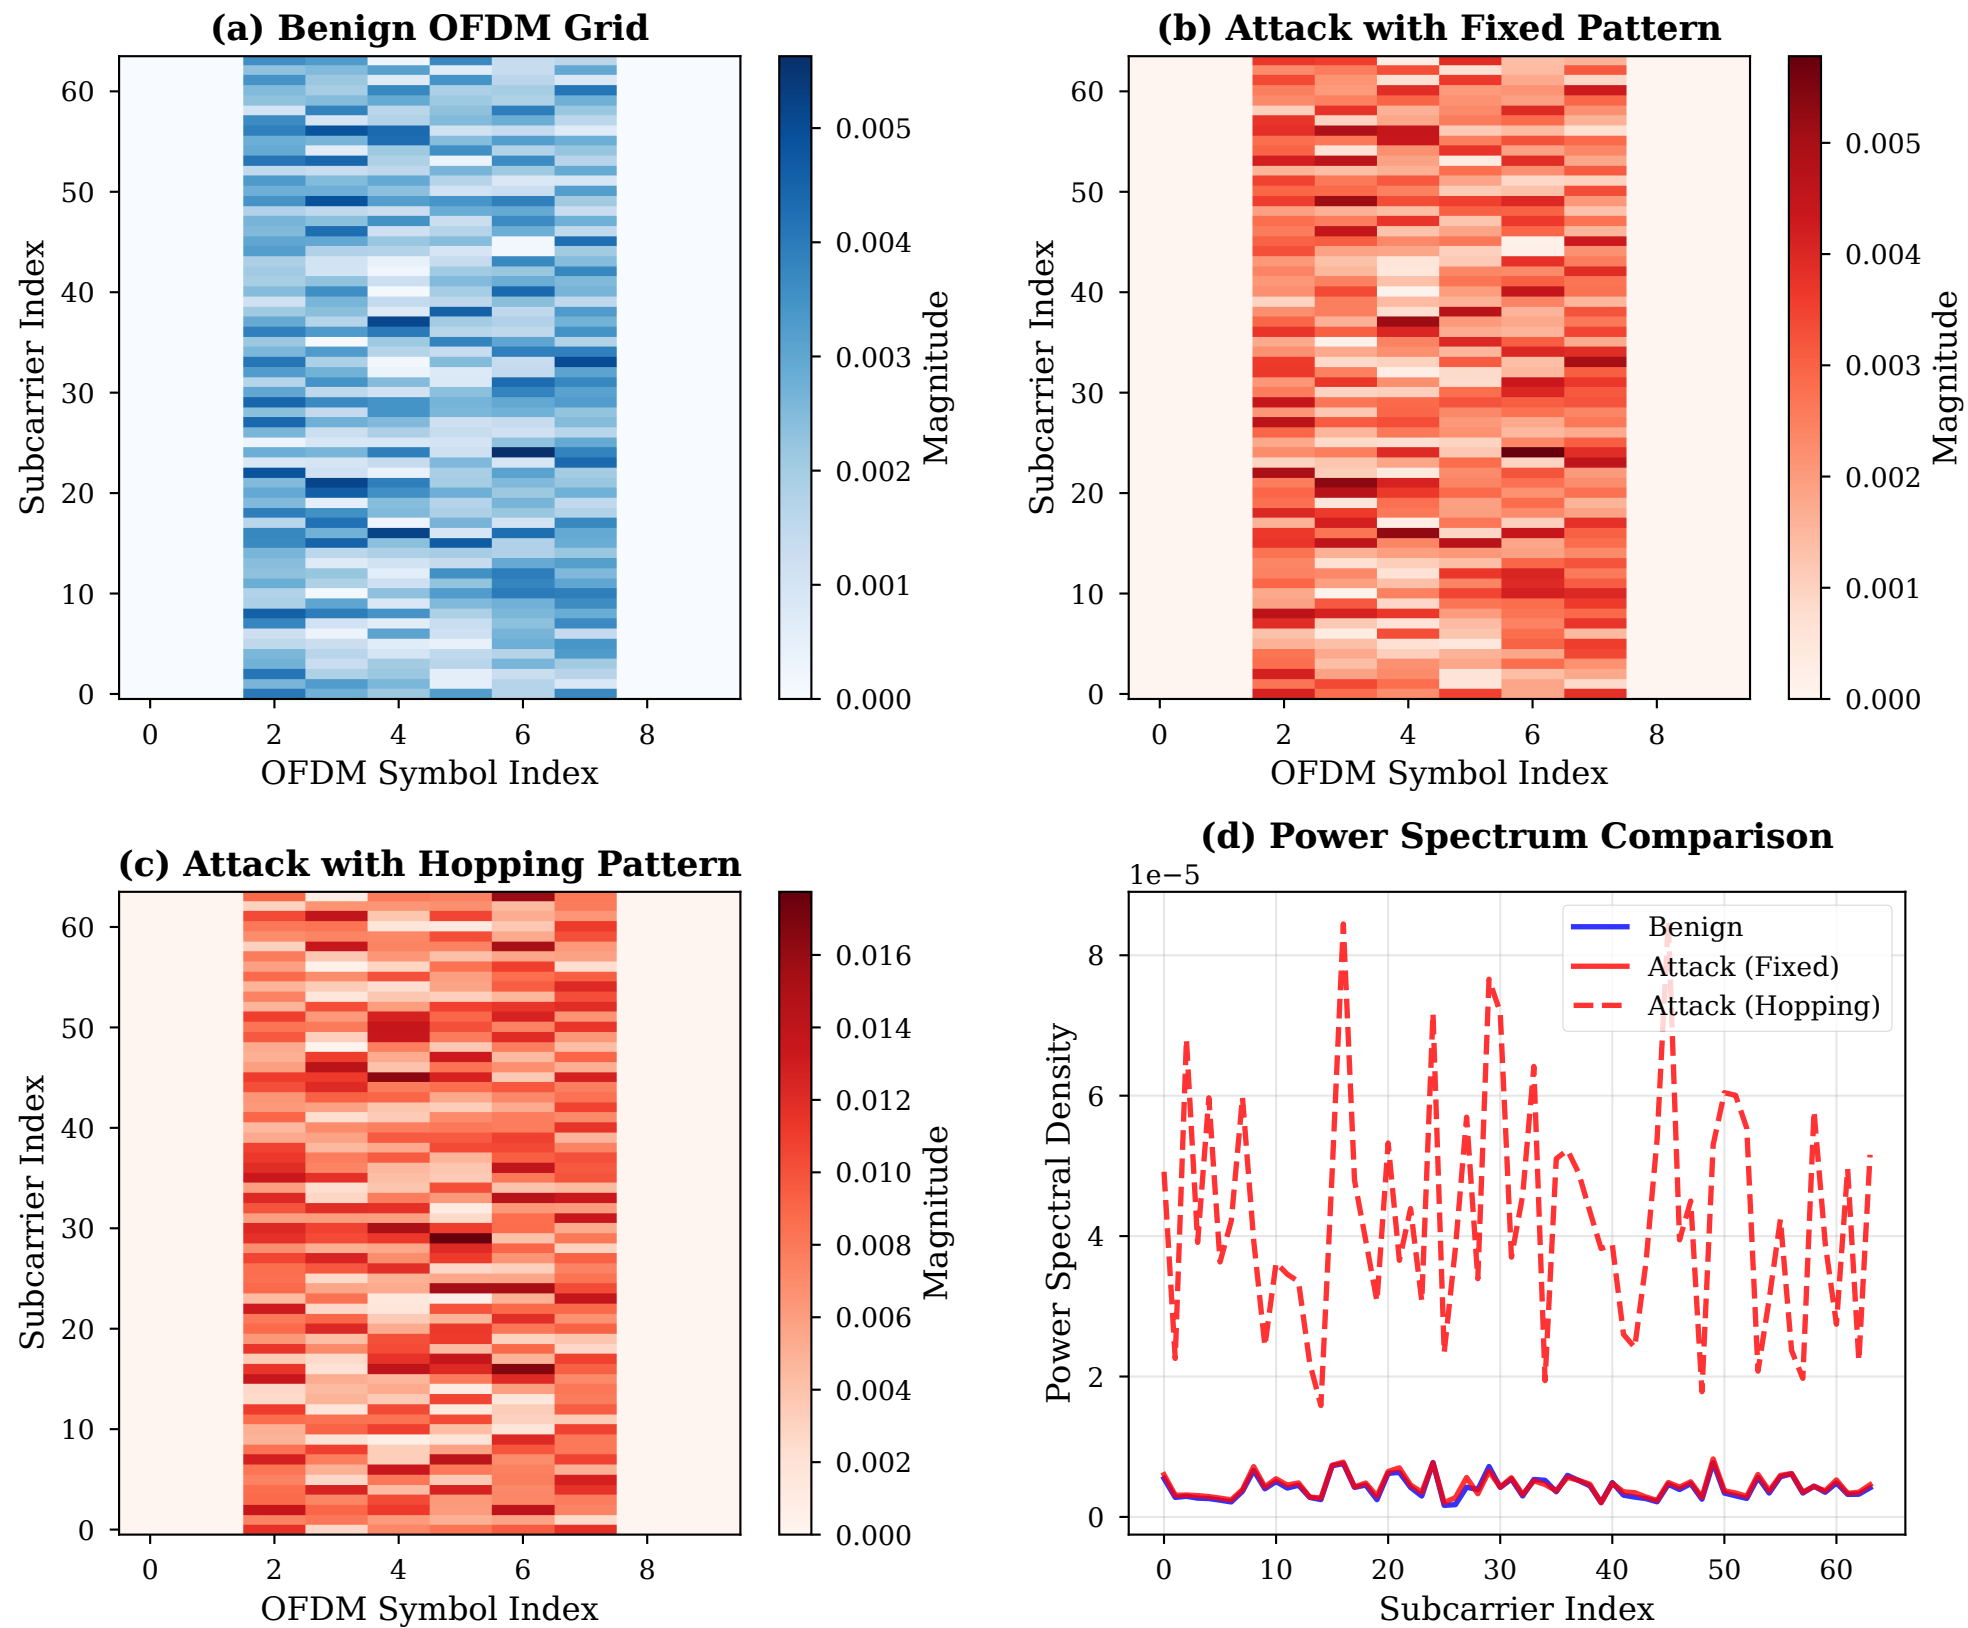 (a) Benign OFDM Grid
60
50
40
30
20
10
0
0 2 4 6 8
Subcarrier Index
OFDM Symbol Index
0.005
0.004
0.003
0.002
0.001
0.000
Magnitude
(b) Attack with Fixed Pattern
60
50
40
30
20
10
0
0 2 4 6 8
Subcarrier Index
OFDM Symbol Index
0.005
0.004
0.003
0.002
0.001
0.000
Magnitude
(c) Attack with Hopping Pattern
60
50
40
30
20
10
0
0 2 4 6 8
Subcarrier Index
OFDM Symbol Index
0.016
0.014
0.012
0.010
0.008
0.006
0.004
0.002
0.000
Magnitude
(d) Power Spectrum Comparison
1e−5
8
6
4
2
0
0 10 20 30 40 50 60
Power Spectral Density
Subcarrier Index
Benign
Attack (Fixed)
Attack (Hopping)